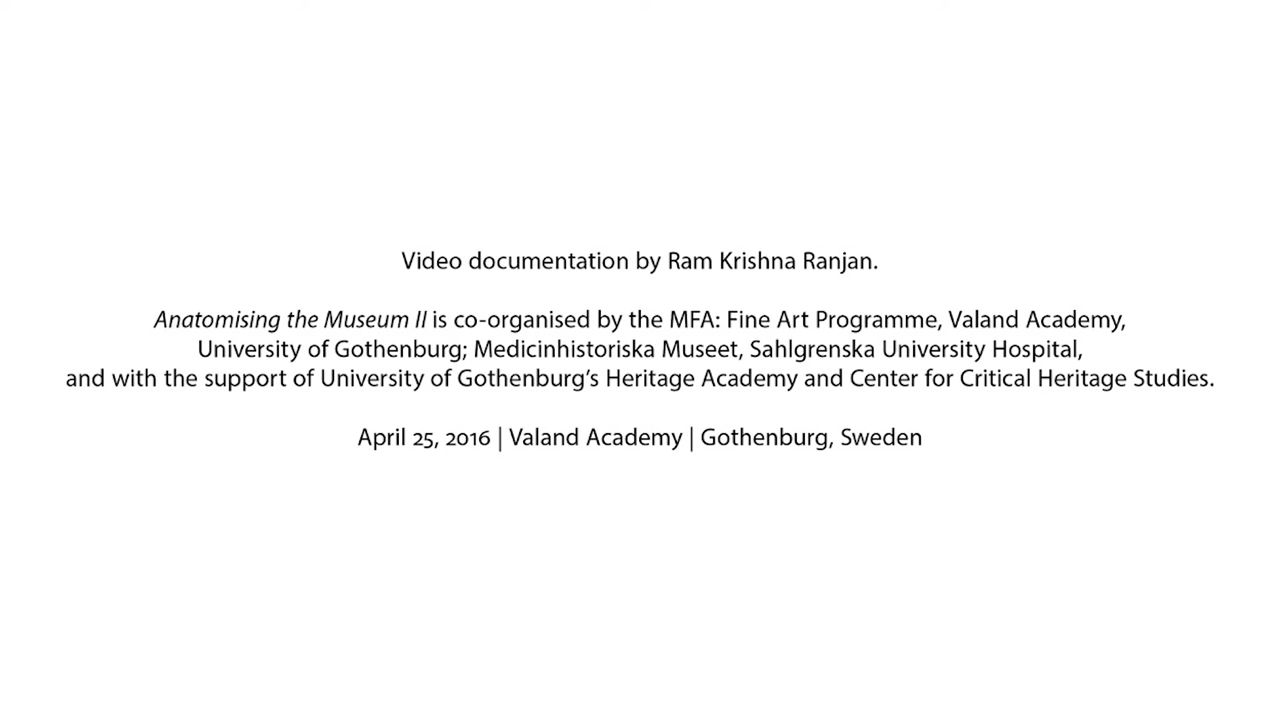 Video documentation by Ram Krishna Ranjan.
Anatomising the Museum II is co-organised by the MFA: Fine Art Programme, Valand Academy,
University of Gothenburg; Medicinhistoriska Museet, Sahlgrenska University Hospital,
and with the support of University of Gothenburg’s Heritage Academy and Center for Critical Heritage Studies.
April 25, 2016 | Valand Academy | Gothenburg, Sweden